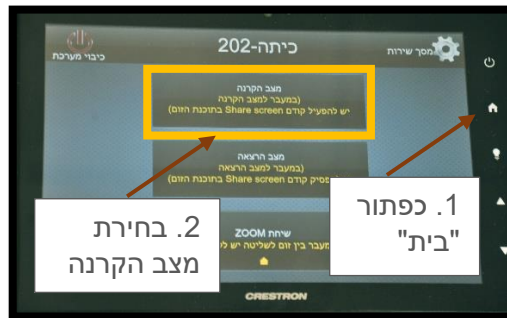 כיתה-202
מסך שירות
כיבוי מערכת
מצב הקרנה
(במעבר למצב הקרנה
יש להפעיל קודם Share screen בתוכנת הזום)
מצב הרצאה
(במעבר למצב הרצאה
קודם Share screen בתוכנת הזום)
שיחת ZOOM
מעבר בין זום לשליטה יש
1. כפתור
"בית"
2. בחירת
מצב הקרנה
CRESTRON